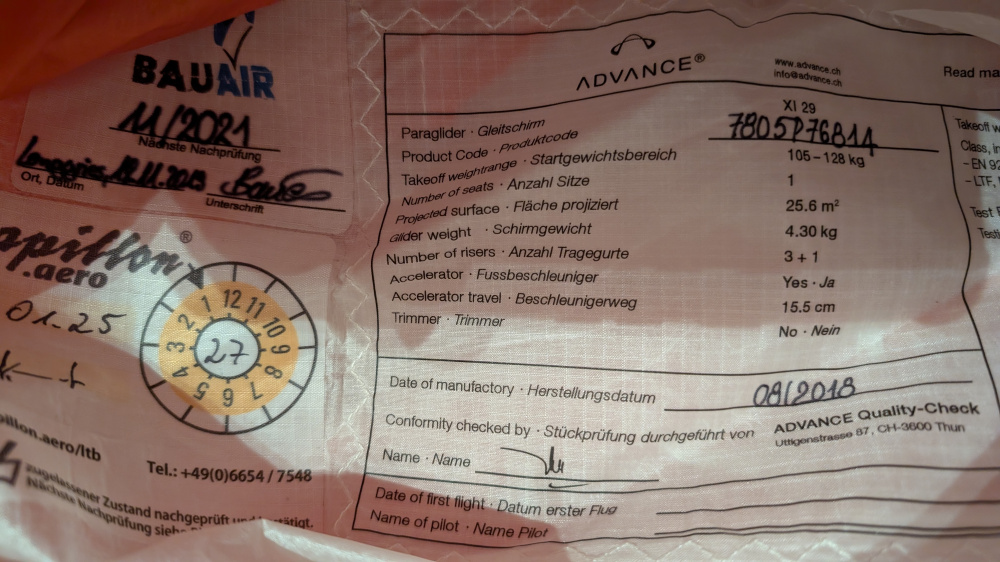 BAUAIR
11/2021
Nächste Nachprüfung
Ort, Datum
Unterschrift
apillon®
.aero
01.25
12 11 10 9 8 7 6 5 4 3 2 1
27
pillon.aero/ltb
Tel.: +49(0)6654 / 7548
zugelassener Zustand nachgeprüft und
Nächste Nachprüfung siehe
ADVANCE®
www.advance.ch
info@advance.ch
Read ma
Paraglider · Gleitschirm XI 29
Product Code · Produktcode 7805P76814
Takeoff weightrange · Startgewichtsbereich 105 – 128 kg
Number of seats · Anzahl Sitze 1
Projected surface · Fläche projiziert 25.6 m²
Glider weight · Schirmgewicht 4.30 kg
Number of risers · Anzahl Tragegurte 3 + 1
Accelerator · Fussbeschleuniger Yes · Ja
Accelerator travel · Beschleunigerweg 15.5 cm
Trimmer · Trimmer No · Nein
Date of manufactory · Herstellungsdatum 08/2018
Conformity checked by · Stückprüfung durchgeführt von ADVANCE Quality-Check
Uttigenstrasse 87, CH-3600 Thun
Name · Name
Date of first flight · Datum erster Flug
Name of pilot · Name Pilot
Takeoff w
Class, in
– EN 92
– LTF,
Test
Testi